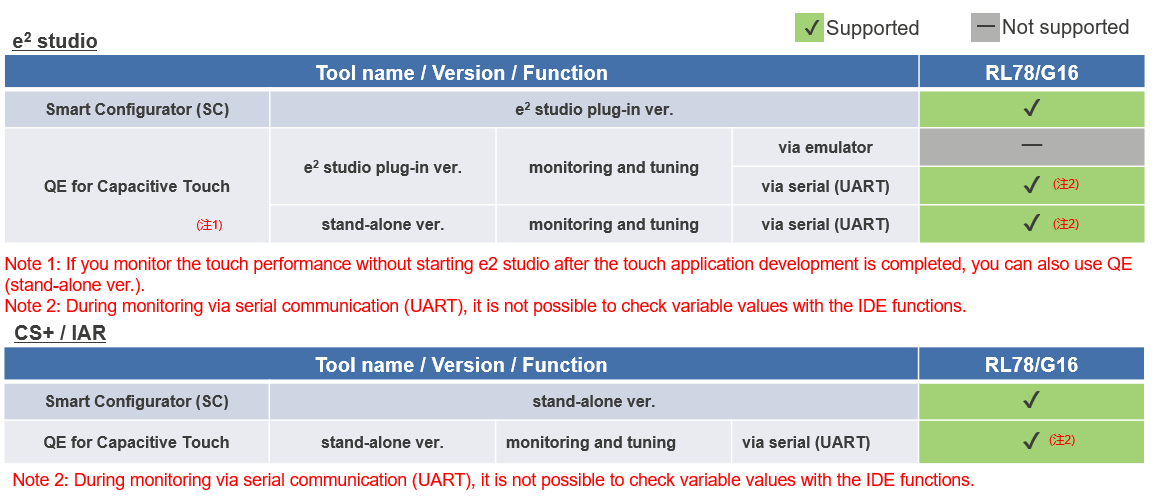 ✓ Supported
— Not supported
e² studio
Tool name / Version / Function RL78/G16
Smart Configurator (SC) e² studio plug-in ver. ✓
QE for Capacitive Touch
(注1)
e² studio plug-in ver. monitoring and tuning
via emulator —
via serial (UART) ✓ (注2)
stand-alone ver. monitoring and tuning via serial (UART) ✓ (注2)
Note 1: If you monitor the touch performance without starting e2 studio after the touch application development is completed, you can also use QE
(stand-alone ver.).
Note 2: During monitoring via serial communication (UART), it is not possible to check variable values with the IDE functions.
CS+ / IAR
Tool name / Version / Function RL78/G16
Smart Configurator (SC) stand-alone ver. ✓
QE for Capacitive Touch stand-alone ver. monitoring and tuning via serial (UART) ✓ (注2)
Note 2: During monitoring via serial communication (UART), it is not possible to check variable values with the IDE functions.